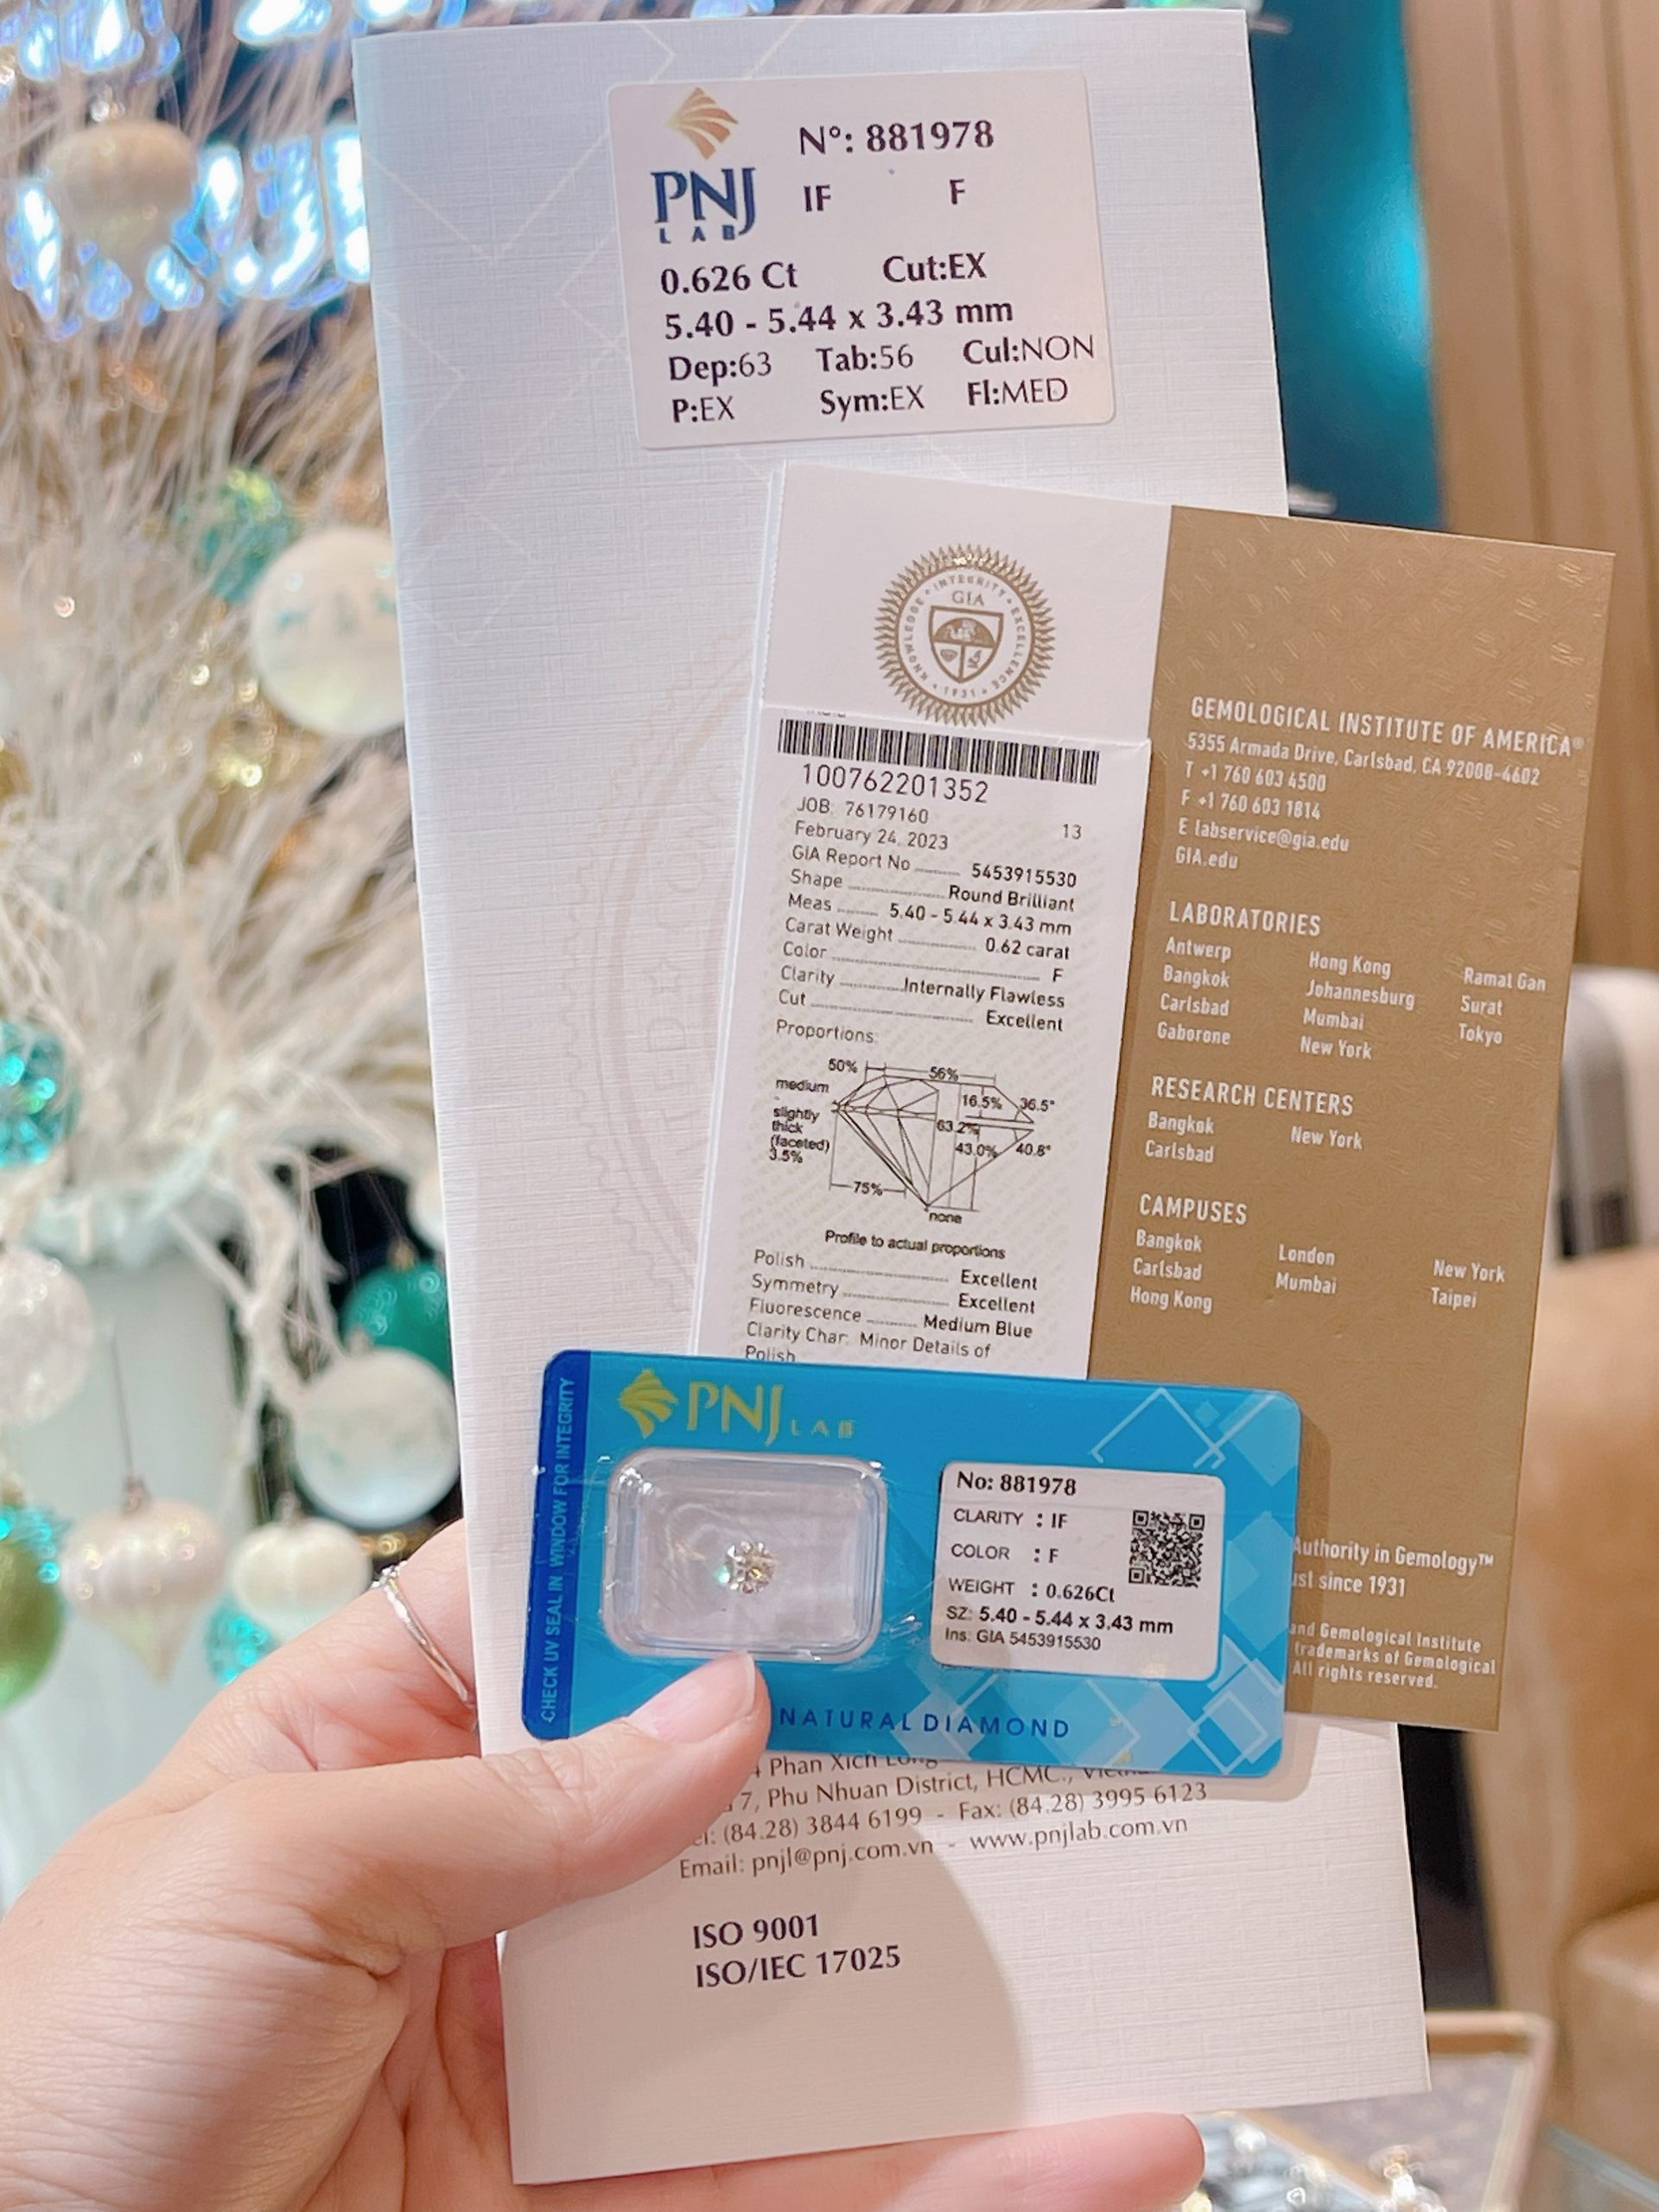 PNJ
LAB
N°: 881978
IF F
0.626 Ct Cut:EX
5.40 - 5.44 x 3.43 mm
Dep:63 Tab:56 Cul:NON
P:EX Sym:EX Fl:MED
GIA
KNOWLEDGE • INTEGRITY • EXCELLENCE
• 1931 •
100762201352
JOB: 76179160 13
February 24, 2023
GIA Report No 5453915530
Shape Round Brilliant
Meas 5.40 - 5.44 x 3.43 mm
Carat Weight 0.62 carat
Color F
Clarity Internally Flawless
Cut Excellent
Proportions:
50% 56%
medium
16.5% 36.5°
slightly
thick
(faceted)
3.5%
63.2%
43.0% 40.8°
75%
none
Profile to actual proportions
Polish Excellent
Symmetry Excellent
Fluorescence Medium Blue
Clarity Char: Minor Details of
Polish
GEMOLOGICAL INSTITUTE OF AMERICA®
5355 Armada Drive, Carlsbad, CA 92008-4602
T +1 760 603 4500
F +1 760 603 1814
E labservice@gia.edu
GIA.edu
LABORATORIES
Antwerp Hong Kong Ramat Gan
Bangkok Johannesburg Surat
Carlsbad Mumbai Tokyo
Gaborone New York
RESEARCH CENTERS
Bangkok New York
Carlsbad
CAMPUSES
Bangkok London New York
Carlsbad Mumbai Taipei
Hong Kong
Authority in Gemology™
ust since 1931
and Gemological Institute
trademarks of Gemological
All rights reserved.
CHECK UV SEAL IN WINDOW FOR INTEGRITY
PNJ LAB
No: 881978
CLARITY : IF
COLOR : F
WEIGHT : 0.626Ct
SZ: 5.40 - 5.44 x 3.43 mm
Ins: GIA 5453915530
NATURAL DIAMOND
Phan Xich Long
7, Phu Nhuan District, HCMC.,
(84.28) 3844 6199 - Fax: (84.28) 3995 6123
Email: pnjl@pnj.com.vn - www.pnjlab.com.vn
ISO 9001
ISO/IEC 17025